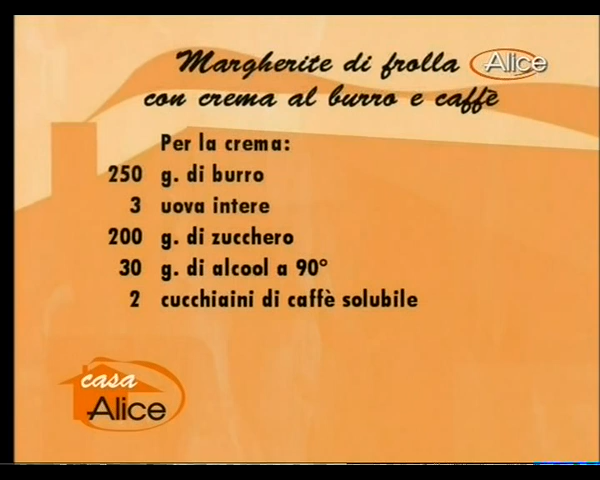 Margherite di frolla
Alice
con crema al burro e caffè
Per la crema:
250 g. di burro
3 uova intere
200 g. di zucchero
30 g. di alcool a 90°
2 cucchiaini di caffè solubile
casa
Alice